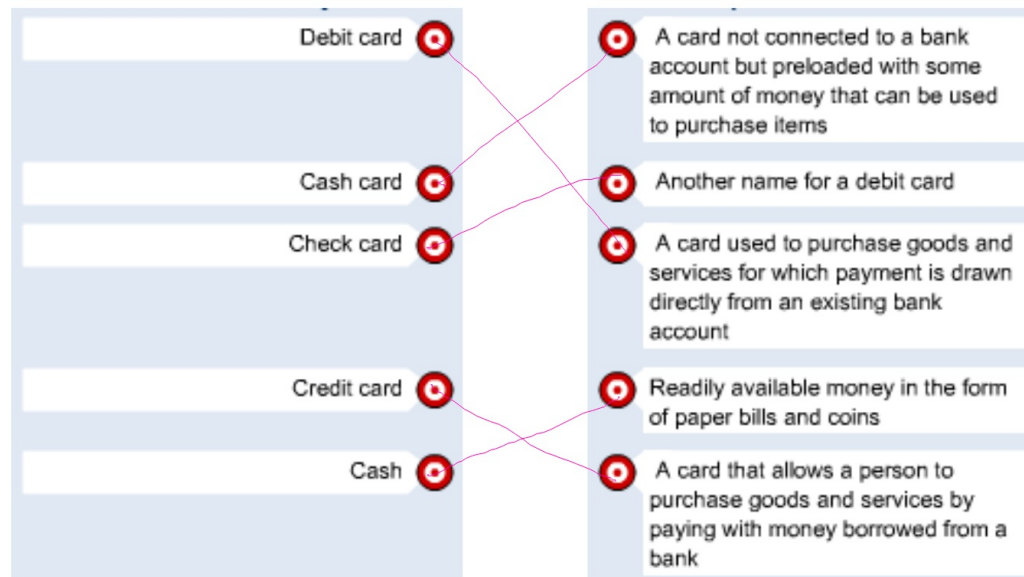 Debit card
Cash card
Check card
Credit card
Cash
A card not connected to a bank
account but preloaded with some
amount of money that can be used
to purchase items
Another name for a debit card
A card used to purchase goods and
services for which payment is drawn
directly from an existing bank
account
Readily available money in the form
of paper bills and coins
A card that allows a person to
purchase goods and services by
paying with money borrowed from a
bank